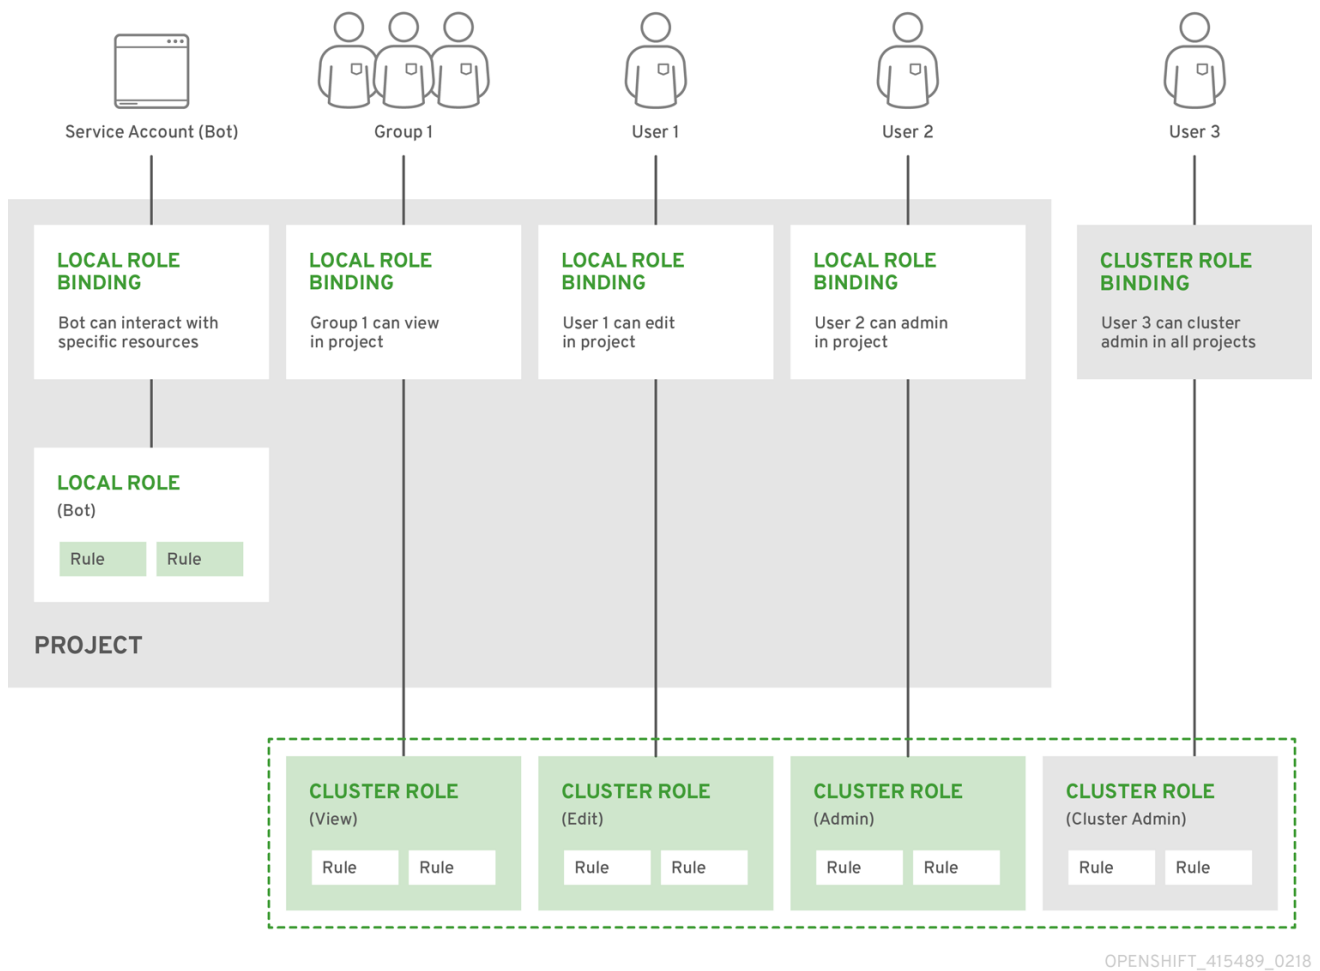 Service Account (Bot)
Group 1
User 1
User 2
User 3
LOCAL ROLE
BINDING
Bot can interact with
specific resources
LOCAL ROLE
BINDING
Group 1 can view
in project
LOCAL ROLE
BINDING
User 1 can edit
in project
LOCAL ROLE
BINDING
User 2 can admin
in project
CLUSTER ROLE
BINDING
User 3 can cluster
admin in all projects
LOCAL ROLE
(Bot)
Rule
Rule
PROJECT
CLUSTER ROLE
(View)
Rule
Rule
CLUSTER ROLE
(Edit)
Rule
Rule
CLUSTER ROLE
(Admin)
Rule
Rule
CLUSTER ROLE
(Cluster Admin)
Rule
Rule
OPENSHIFT_415489_0218